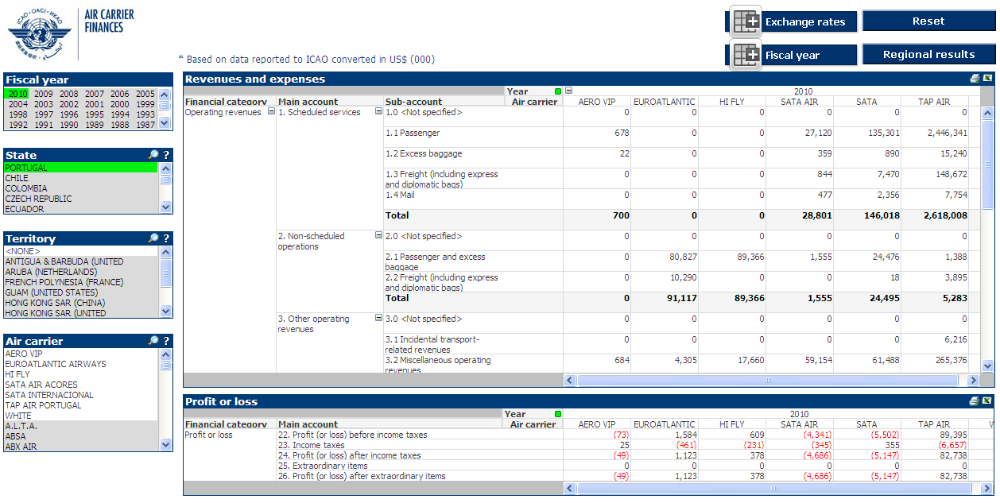 ICAO · OACI · ИКАО
AIR CARRIER
FINANCES
* Based on data reported to ICAO converted in US$ (000)
Exchange rates
Reset
Fiscal year
Regional results
Fiscal year
2010 2009 2008 2007 2006 2005
2004 2003 2002 2001 2000 1999
1998 1997 1996 1995 1994 1993
1992 1991 1990 1989 1988 1987
State ?
PORTUGAL
CHILE
COLOMBIA
CZECH REPUBLIC
ECUADOR
Territory ?
<NONE>
ANTIGUA & BARBUDA (UNITED
ARUBA (NETHERLANDS)
FRENCH POLYNESIA (FRANCE)
GUAM (UNITED STATES)
HONG KONG SAR (CHINA)
HONG KONG SAR (UNITED
Air carrier ?
AERO VIP
EUROATLANTIC AIRWAYS
HI FLY
SATA AIR ACORES
SATA INTERNACIONAL
TAP AIR PORTUGAL
WHITE
A.L.T.A.
ABSA
ABX AIR
Revenues and expenses
Year 2010
Financial category Main account Sub-account Air carrier AERO VIP EUROATLANTIC HI FLY SATA AIR SATA TAP AIR
Operating revenues 1. Scheduled services 1.0 <Not specified> 0 0 0 0 0 0
1.1 Passenger 678 0 0 27,120 135,301 2,446,341
1.2 Excess baggage 22 0 0 359 890 15,240
1.3 Freight (including express 0 0 0 844 7,470 148,672
and diplomatic bags)
1.4 Mail 0 0 0 477 2,356 7,754
Total 700 0 0 28,801 146,018 2,618,008
2. Non-scheduled 2.0 <Not specified> 0 0 0 0 0 0
operations
2.1 Passenger and excess 0 80,827 89,366 1,555 24,476 1,388
baggage
2.2 Freight (including express 0 10,290 0 0 18 3,895
and diplomatic bags)
Total 0 91,117 89,366 1,555 24,495 5,283
3. Other operating 3.0 <Not specified> 0 0 0 0 0 0
revenues
3.1 Incidental transport- 0 0 0 0 0 6,216
related revenues
3.2 Miscellaneous operating 684 4,305 17,660 59,154 61,488 265,376
revenues
Profit or loss
Year 2010
Financial category Main account Air carrier AERO VIP EUROATLANTIC HI FLY SATA AIR SATA TAP AIR W
Profit or loss 22. Profit (or loss) before income taxes (73) 1,584 609 (4,341) (5,502) 89,395
23. Income taxes 25 (461) (231) (345) 355 (6,657)
24. Profit (or loss) after income taxes (49) 1,123 378 (4,686) (5,147) 82,738
25. Extraordinary items 0 0 0 0 0 0
26. Profit (or loss) after extraordinary items (49) 1,123 378 (4,686) (5,147) 82,738